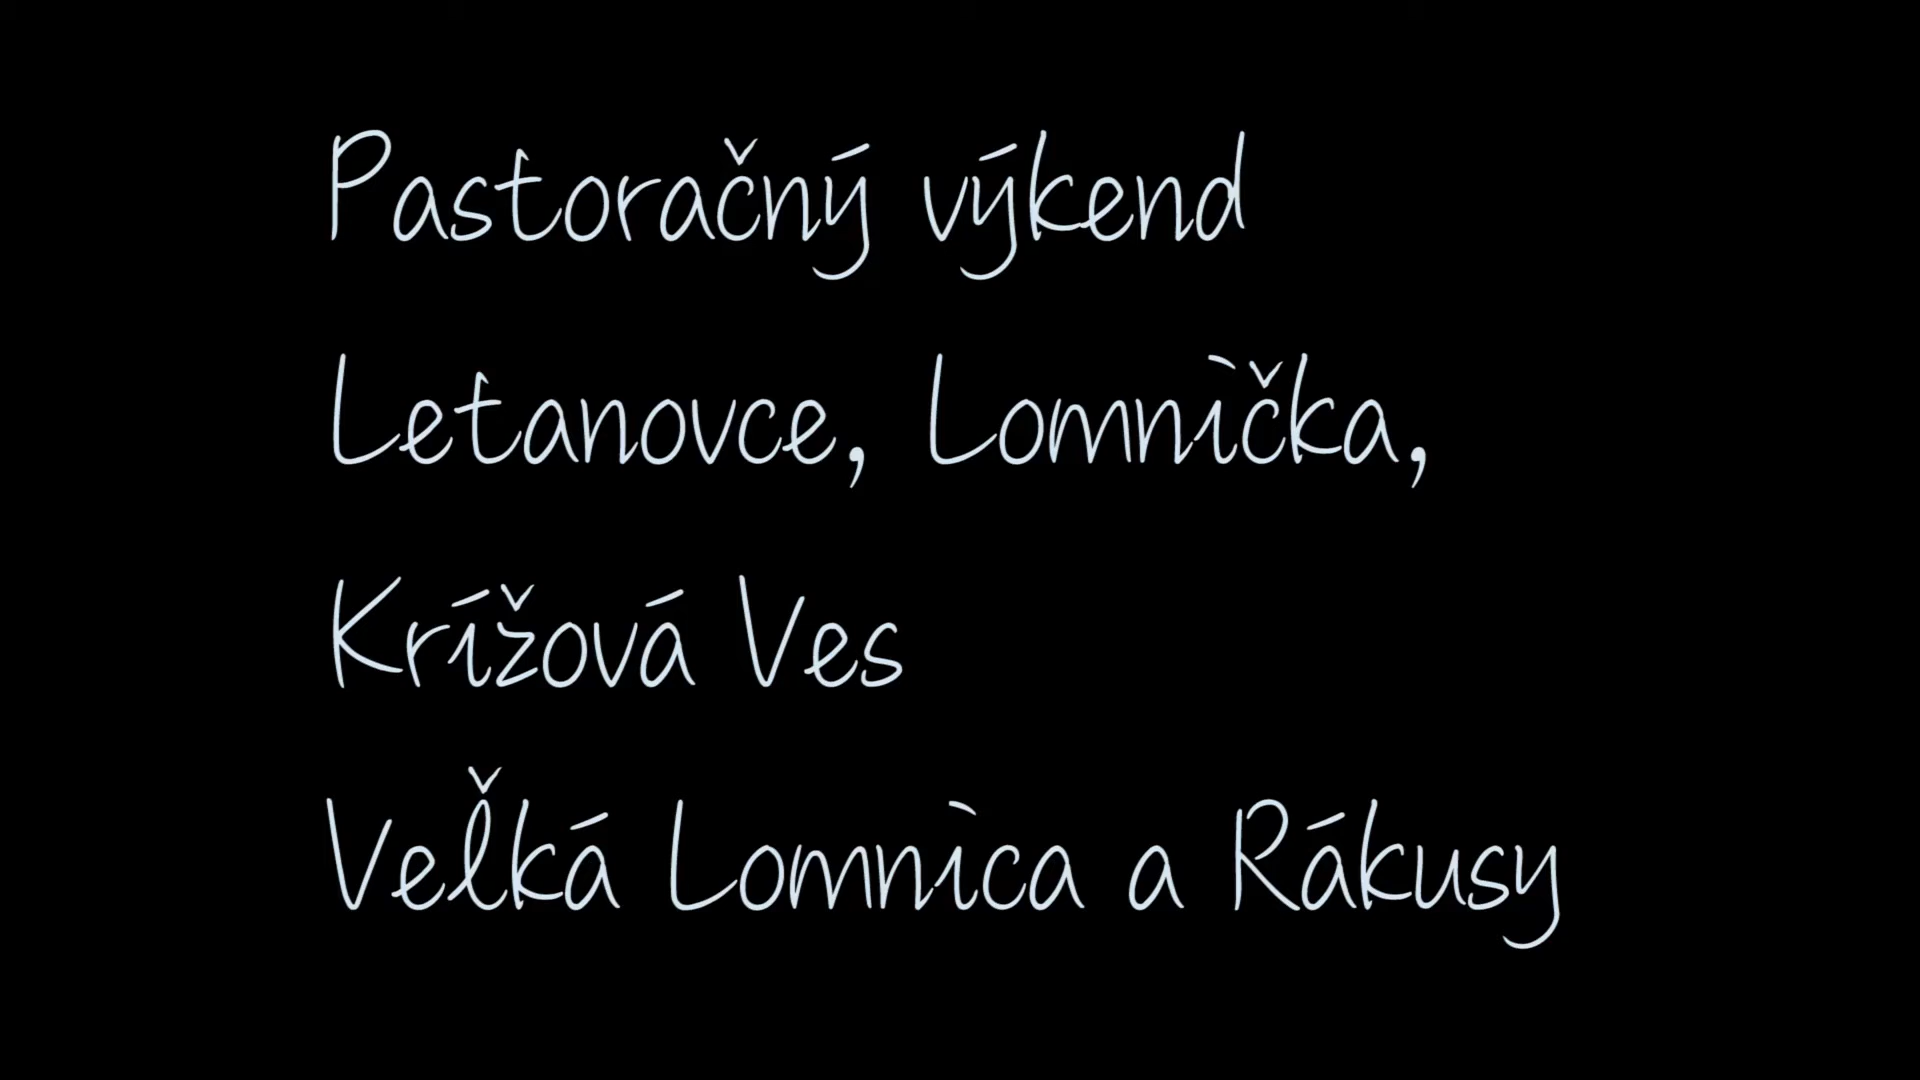 Pastoračný výkend
Letanovce, Lomnička,
Krížová Ves
Veľká Lomnica a Rákusy